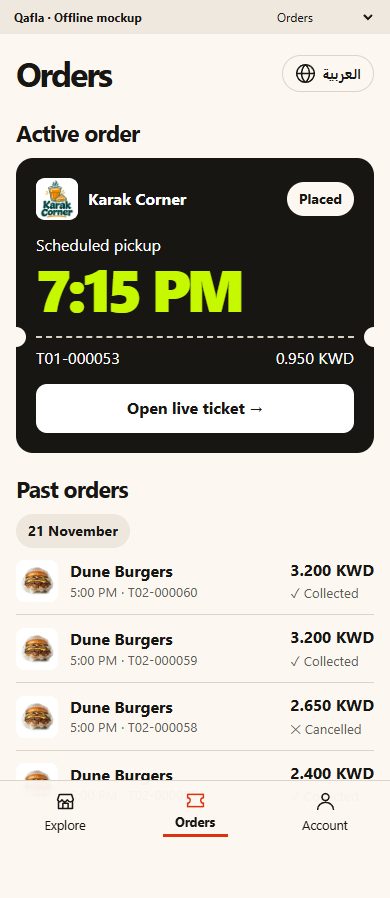 Qafla · Offline mockup
Orders
Orders
العربية
Active order
Karak Corner
Karak Corner
Placed
Scheduled pickup
7:15 PM
T01-000053
0.950 KWD
Open live ticket →
Past orders
21 November
Dune Burgers
3.200 KWD
5:00 PM · T02-000060
✓ Collected
Dune Burgers
3.200 KWD
5:00 PM · T02-000059
✓ Collected
Dune Burgers
2.650 KWD
5:00 PM · T02-000058
× Cancelled
Dune Burgers
2.400 KWD
Explore
Orders
Account